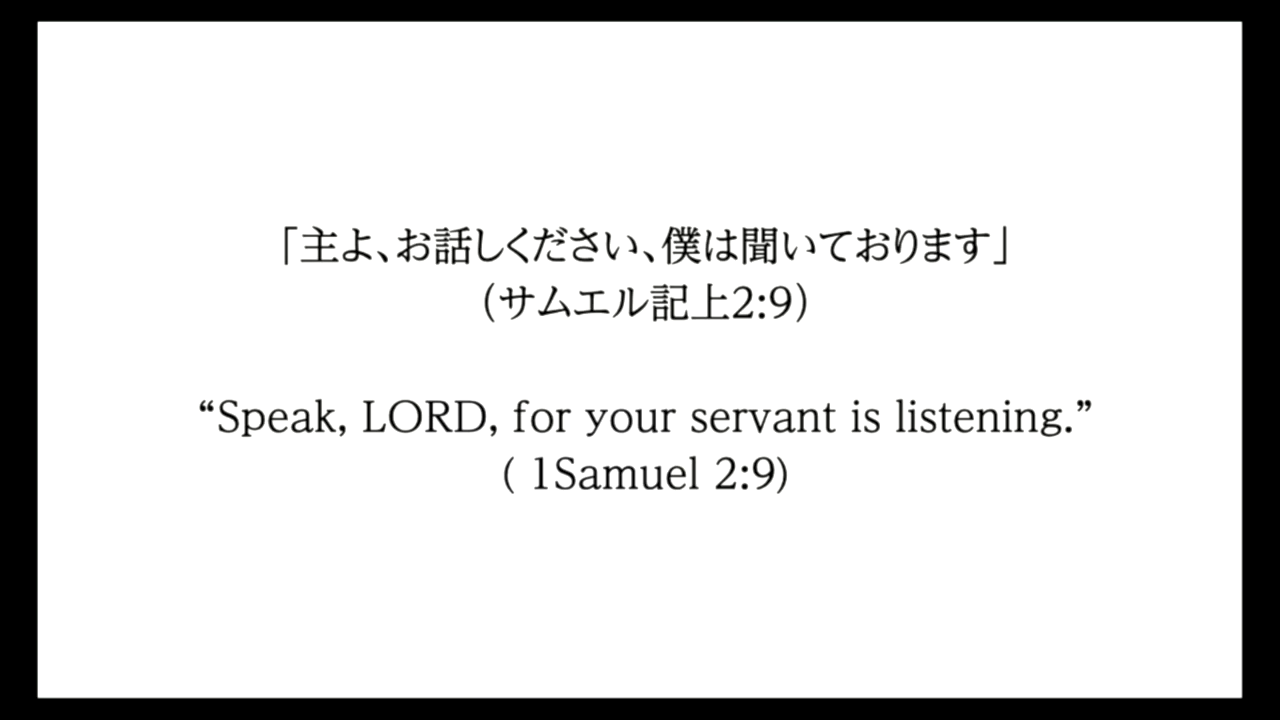 「主よ、お話しください、僕は聞いております」
(サムエル記上2:9)
“Speak, LORD, for your servant is listening.”
( 1Samuel 2:9)